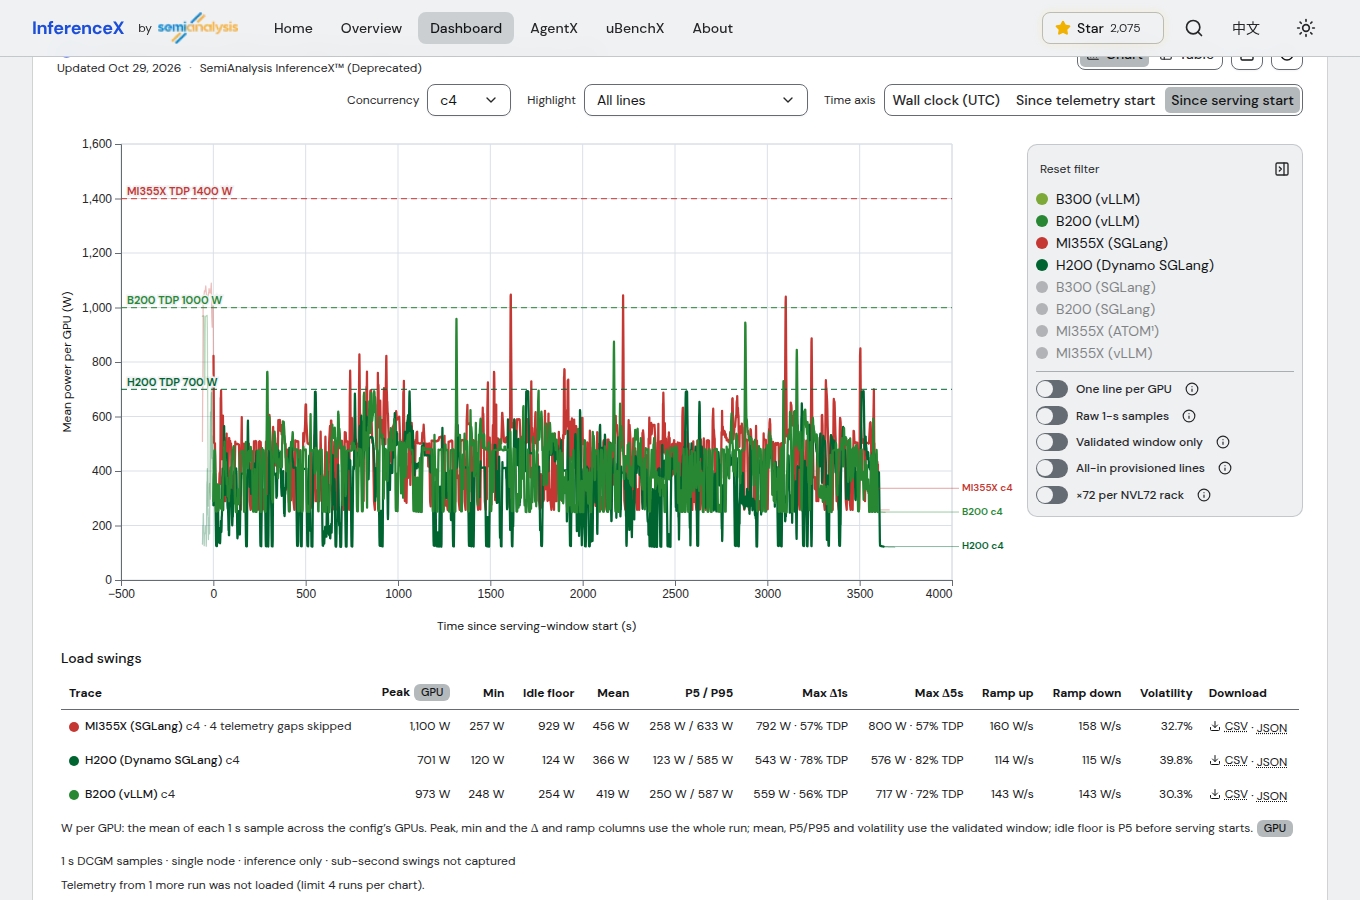 InferenceX by semianalysis Home Overview Dashboard AgentX uBenchX About Star 2,075 中文
Updated Oct 29, 2026 · SemiAnalysis InferenceX™ (Deprecated)
Chart Table
Concurrency c4 Highlight All lines Time axis Wall clock (UTC) Since telemetry start Since serving start
Mean power per GPU (W)
1,600
1,400
1,200
1,000
800
600
400
200
0
MI355X TDP 1400 W
B200 TDP 1000 W
H200 TDP 700 W
MI355X c4
B200 c4
H200 c4
−500 0 500 1000 1500 2000 2500 3000 3500 4000
Time since serving-window start (s)
Reset filter
B300 (vLLM)
B200 (vLLM)
MI355X (SGLang)
H200 (Dynamo SGLang)
B300 (SGLang)
B200 (SGLang)
MI355X (ATOM¹)
MI355X (vLLM)
One line per GPU
Raw 1-s samples
Validated window only
All-in provisioned lines
×72 per NVL72 rack
Load swings
Trace Peak GPU Min Idle floor Mean P5 / P95 Max Δ1s Max Δ5s Ramp up Ramp down Volatility Download
MI355X (SGLang) c4 · 4 telemetry gaps skipped 1,100 W 257 W 929 W 456 W 258 W / 633 W 792 W · 57% TDP 800 W · 57% TDP 160 W/s 158 W/s 32.7% CSV · JSON
H200 (Dynamo SGLang) c4 701 W 120 W 124 W 366 W 123 W / 585 W 543 W · 78% TDP 576 W · 82% TDP 114 W/s 115 W/s 39.8% CSV · JSON
B200 (vLLM) c4 973 W 248 W 254 W 419 W 250 W / 587 W 559 W · 56% TDP 717 W · 72% TDP 143 W/s 143 W/s 30.3% CSV · JSON
W per GPU: the mean of each 1 s sample across the config's GPUs. Peak, min and the Δ and ramp columns use the whole run; mean, P5/P95 and volatility use the validated window; idle floor is P5 before serving starts. GPU
1 s DCGM samples · single node · inference only · sub-second swings not captured
Telemetry from 1 more run was not loaded (limit 4 runs per chart).